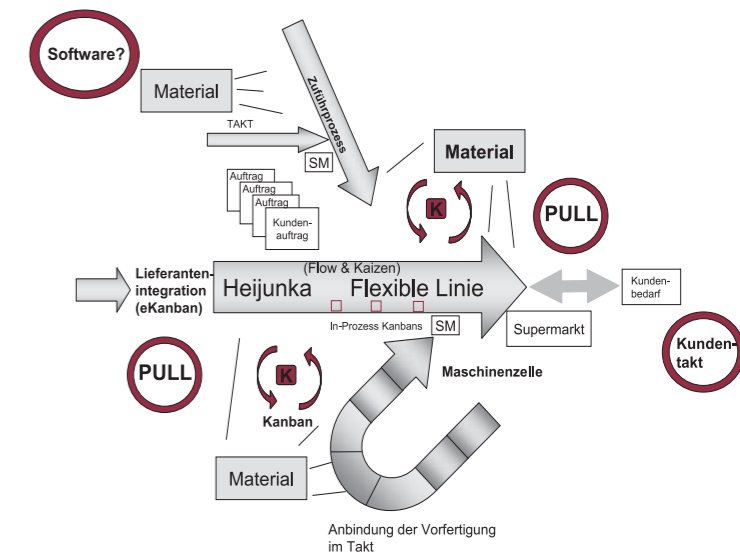 Software?
Material
TAKT
Zuführprozess
SM
Material
Auftrag
Auftrag
Auftrag
Kunden-
auftrag
K
PULL
Lieferanten-
integration
(eKanban)
(Flow & Kaizen)
Heijunka Flexible Linie
In-Prozess Kanbans
SM
Supermarkt
Kunden-
bedarf
Kunden-
takt
PULL
K
Kanban
Maschinenzelle
Material
Anbindung der Vorfertigung
im Takt